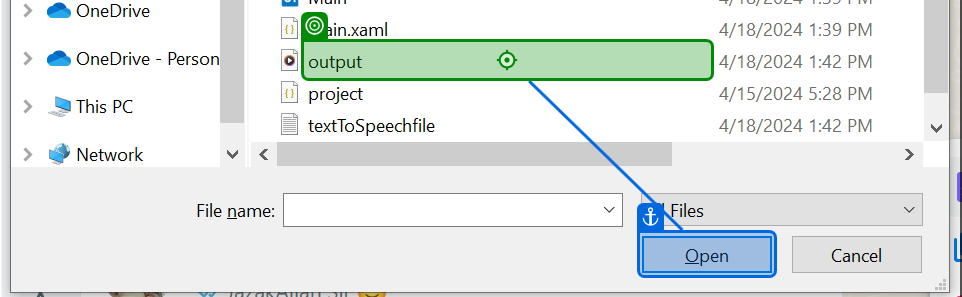 OneDrive
OneDrive - Person
This PC
Network
Main 4/18/2024 1:39 PM
ain.xaml 4/18/2024 1:39 PM
output 4/18/2024 1:42 PM
project 4/15/2024 5:28 PM
textToSpeechfile 4/18/2024 1:42 PM
File name:
Files
Open
Cancel
JazakAllah Sir